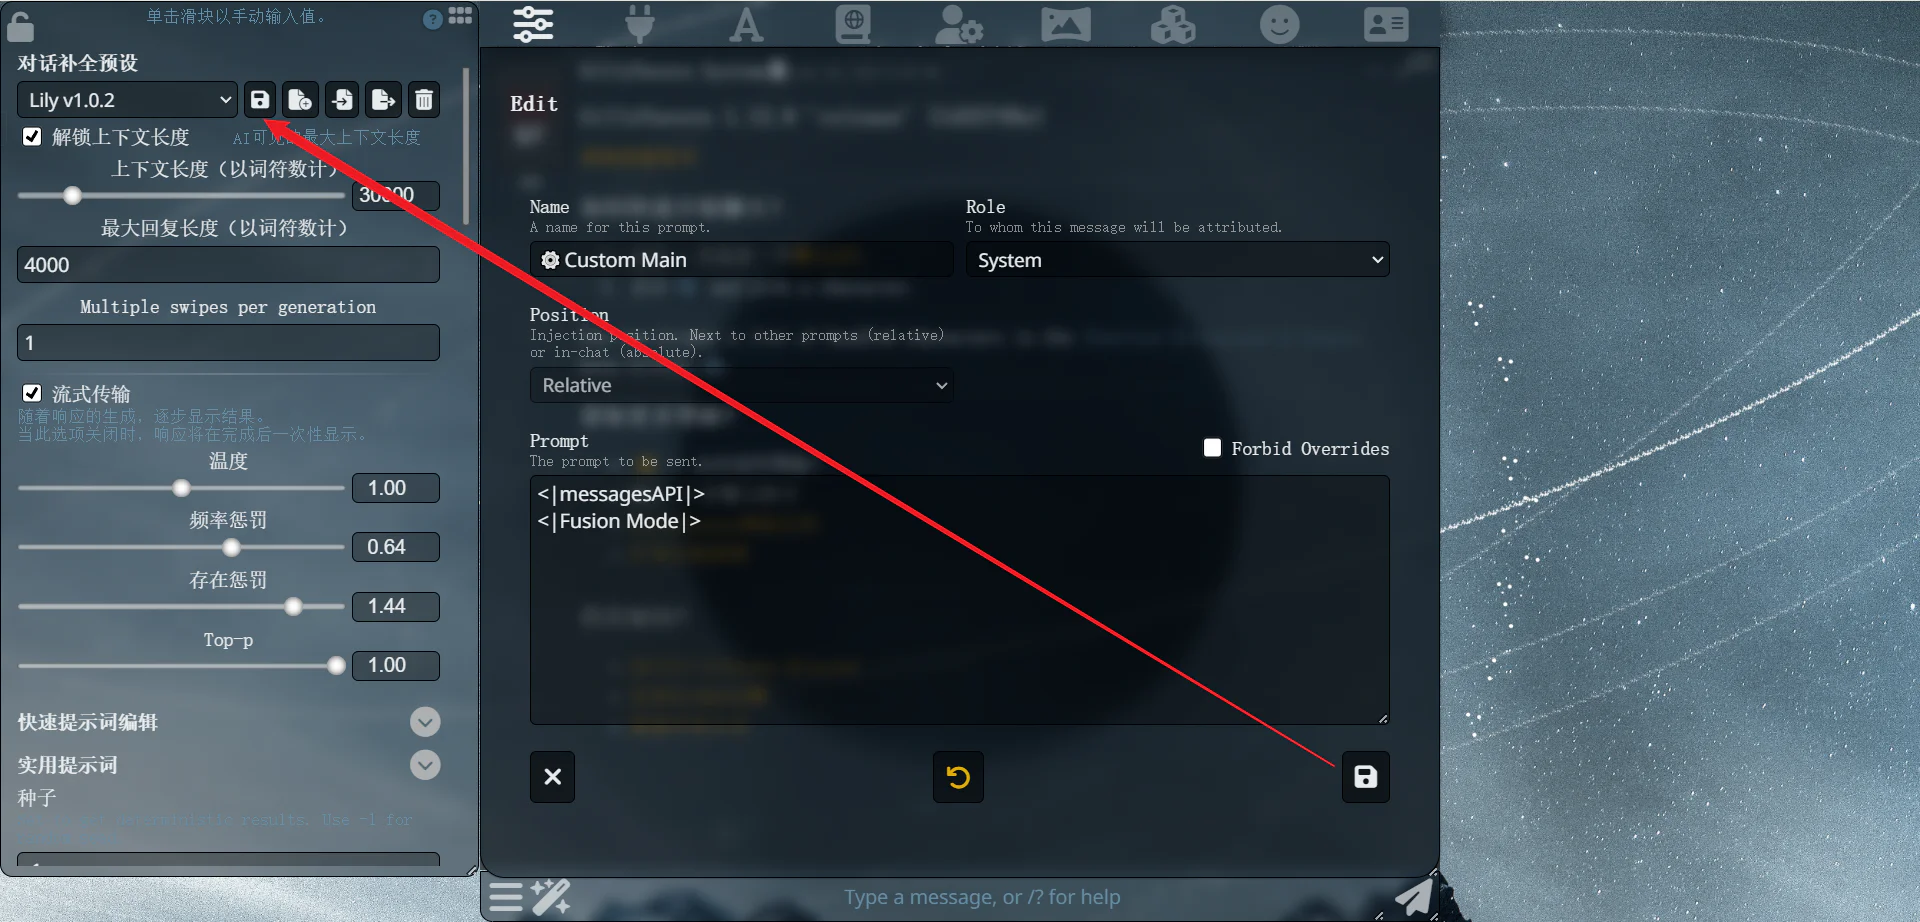 单击滑块以手动输入值。
对话补全预设
Lily v1.0.2
解锁上下文长度
AI可见的最大上下文长度
上下文长度（以词符数计）
30000
最大回复长度（以词符数计）
4000
Multiple swipes per generation
1
流式传输
随着响应的生成，逐步显示结果。
当此选项关闭时，响应将在完成后一次性显示。
温度
1.00
频率惩罚
0.64
存在惩罚
1.44
Top-p
1.00
快速提示词编辑
实用提示词
种子
results. Use -1 for
Edit
Name
A name for this prompt.
Custom Main
Role
To whom this message will be attributed.
System
Position
Injection position. Next to other prompts (relative)
or in-chat (absolute).
Relative
Prompt
The prompt to be sent.
Forbid Overrides
<|messagesAPI|>
<|Fusion Mode|>
Type a message, or /? for help